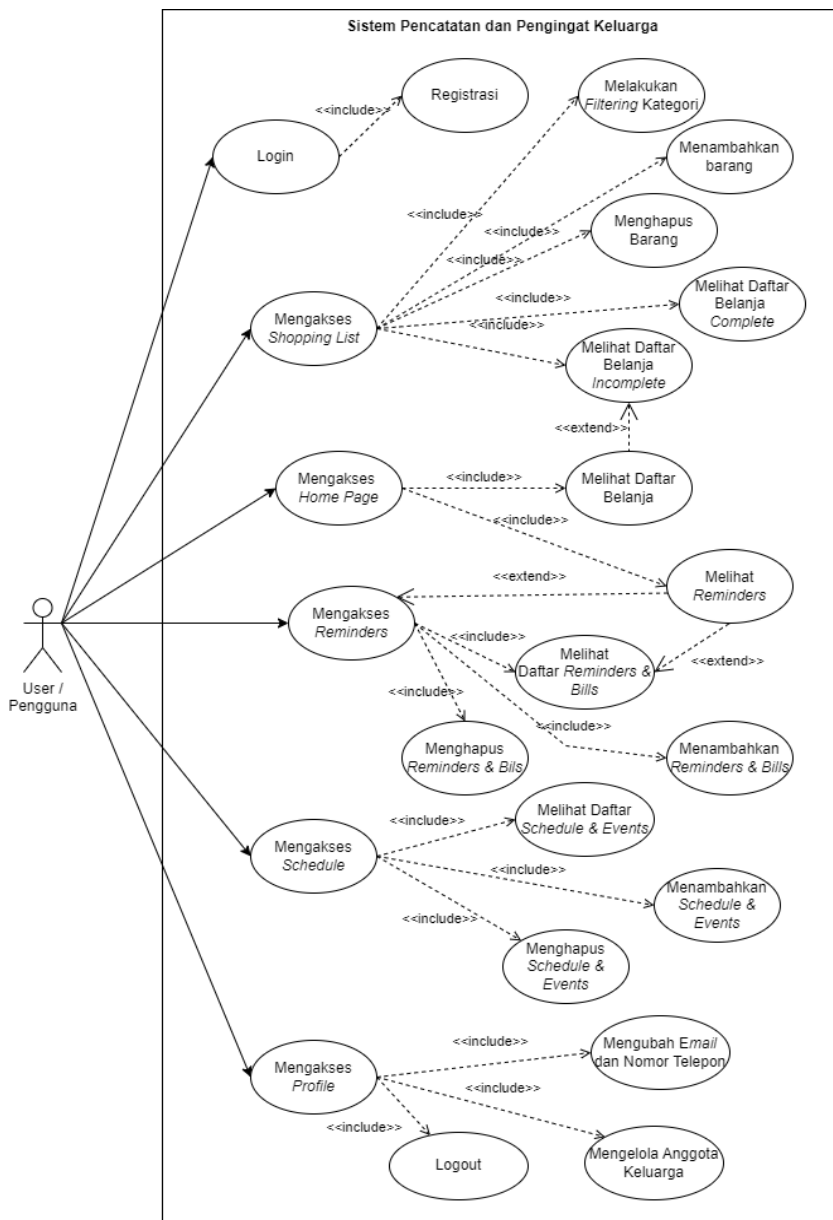 Sistem Pencatatan dan Pengingat Keluarga
Registrasi
<<include>>
Login
Melakukan
Filtering Kategori
Menambahkan
barang
<<include>>
<<include>>
Menghapus
Barang
<<include>>
Melihat Daftar
Belanja
Complete
<<include>>
Mengakses
Shopping List
<<include>>
Melihat Daftar
Belanja
Incomplete
<<extend>>
Mengakses
Home Page
<<include>>
Melihat Daftar
Belanja
<<include>>
<<extend>>
Melihat
Reminders
Mengakses
Reminders
<<include>>
Melihat
Daftar Reminders &
Bills
<<extend>>
User /
Pengguna
<<include>>
<<include>>
Menghapus
Reminders & Bils
Menambahkan
Reminders & Bills
<<include>>
Melihat Daftar
Schedule & Events
Mengakses
Schedule
<<include>>
Menambahkan
Schedule &
Events
<<include>>
Menghapus
Schedule &
Events
<<include>>
Mengubah Email
dan Nomor Telepon
Mengakses
Profile
<<include>>
<<include>>
Logout
Mengelola Anggota
Keluarga